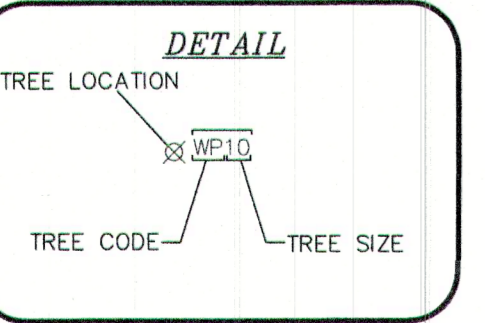 DETAIL
TREE LOCATION
WP10
TREE CODE
TREE SIZE